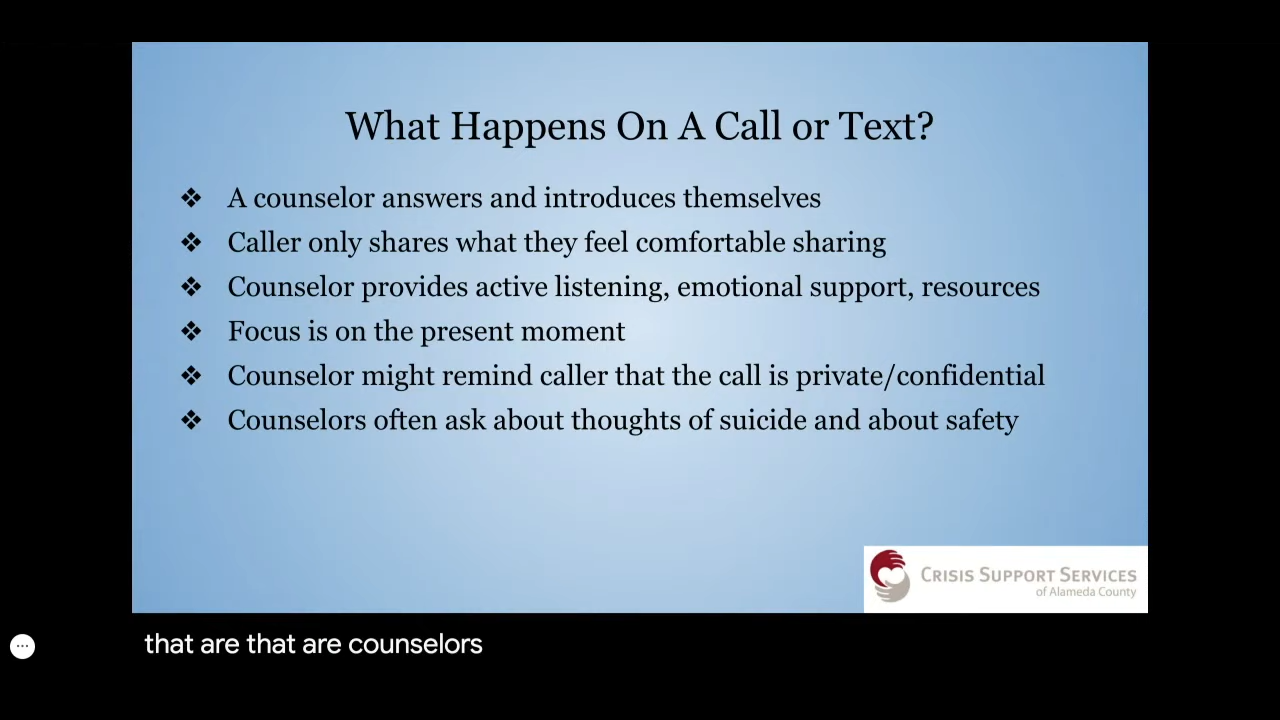 What Happens On A Call or Text?
❖ A counselor answers and introduces themselves
❖ Caller only shares what they feel comfortable sharing
❖ Counselor provides active listening, emotional support, resources
❖ Focus is on the present moment
❖ Counselor might remind caller that the call is private/confidential
❖ Counselors often ask about thoughts of suicide and about safety
CRISIS SUPPORT SERVICES
of Alameda County
that are that are counselors